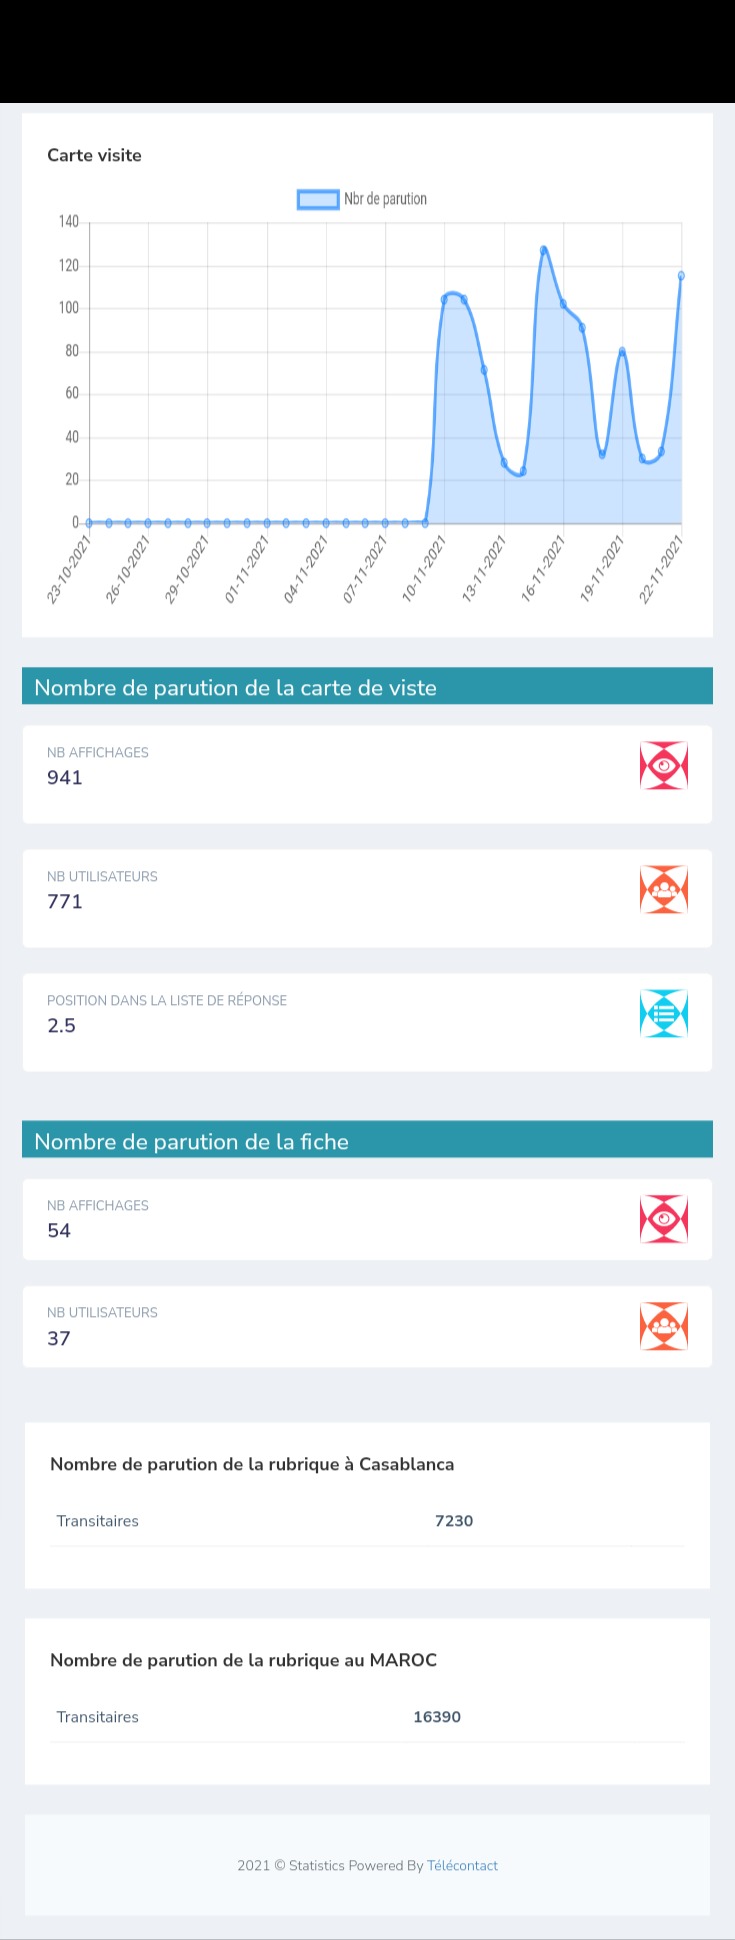 Carte visite
Nbr de parution
140
120
100
80
60
40
20
0
23-10-2021
26-10-2021
29-10-2021
01-11-2021
04-11-2021
07-11-2021
10-11-2021
13-11-2021
16-11-2021
19-11-2021
22-11-2021
Nombre de parution de la carte de viste
NB AFFICHAGES
941
NB UTILISATEURS
771
POSITION DANS LA LISTE DE RÉPONSE
2.5
Nombre de parution de la fiche
NB AFFICHAGES
54
NB UTILISATEURS
37
Nombre de parution de la rubrique à Casablanca
Transitaires 7230
Nombre de parution de la rubrique au MAROC
Transitaires 16390
2021 © Statistics Powered By Télécontact